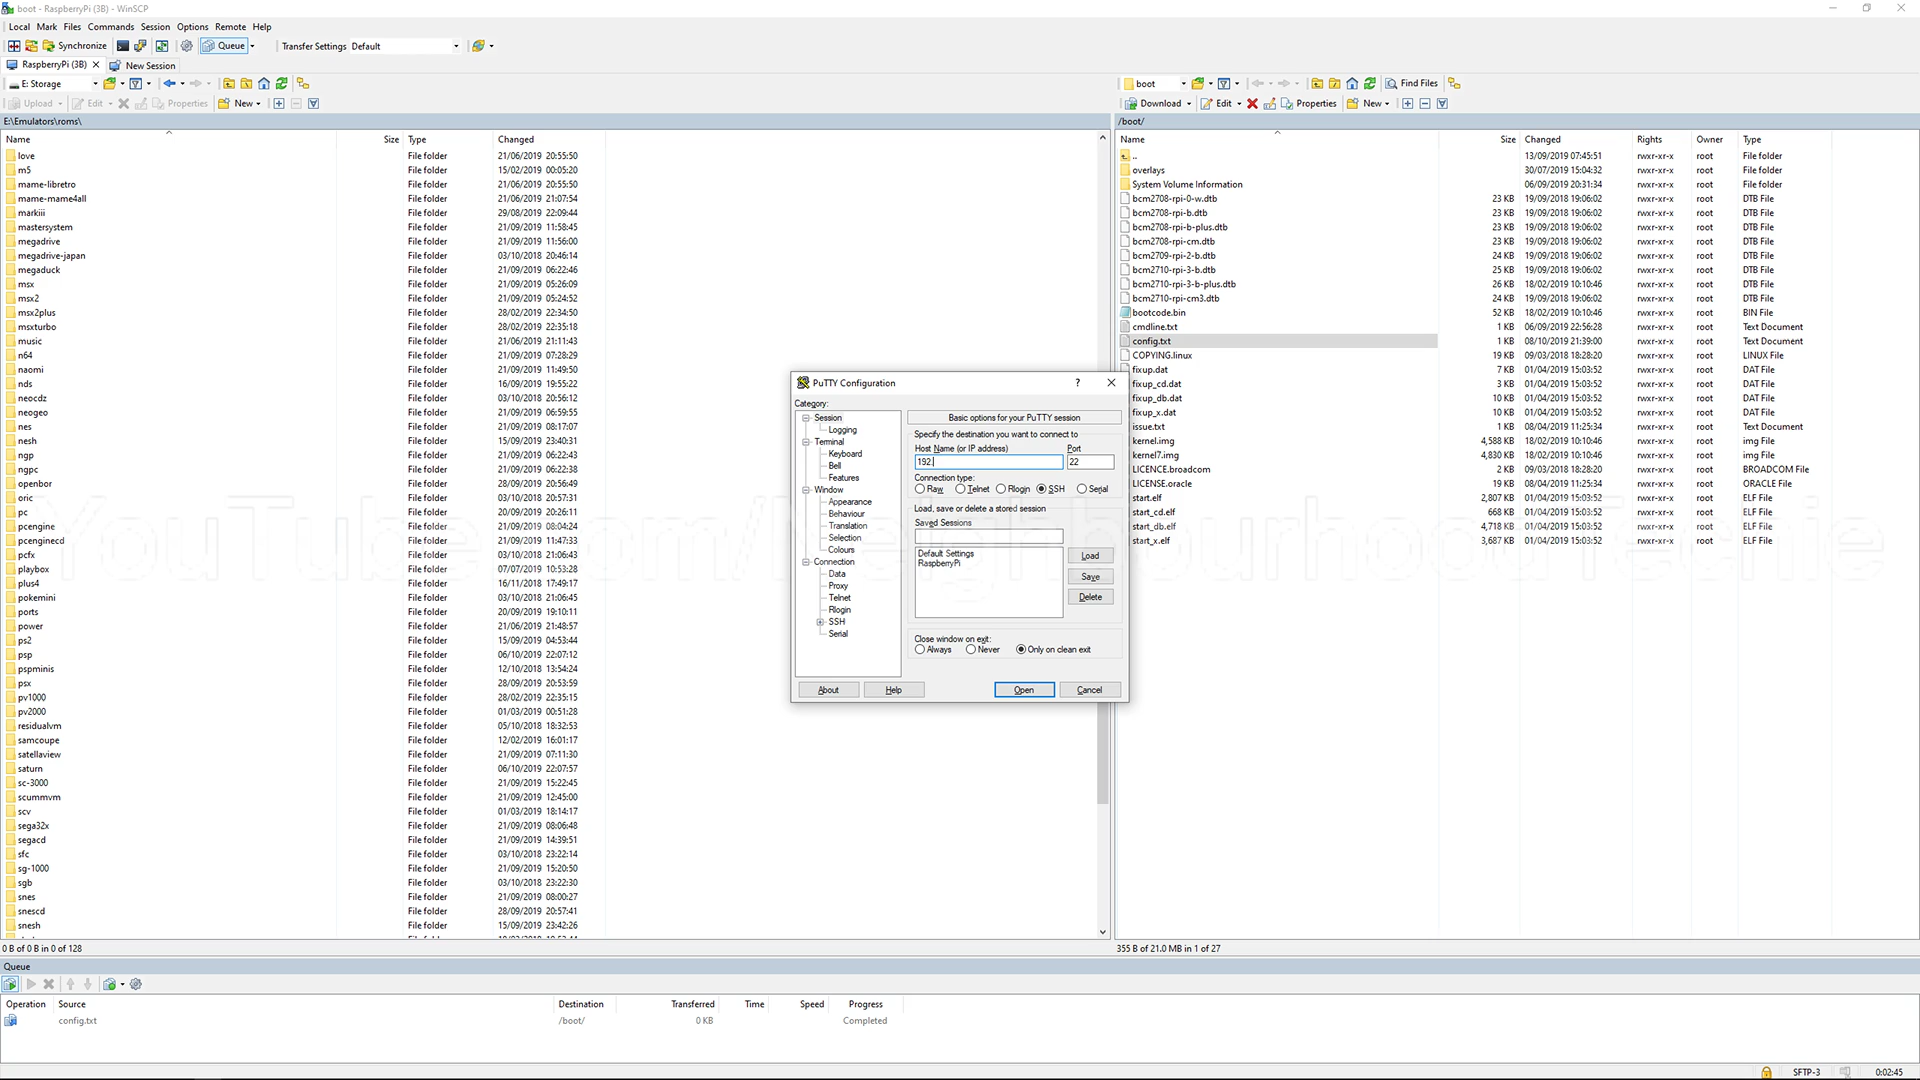 boot - RaspberryPi (3B) - WinSCP
Local Mark Files Commands Session Options Remote Help
Synchronize Queue Transfer Settings Default
RaspberryPi (3B) New Session
E: Storage boot Find Files
Upload Edit Properties New Download Edit Properties New
E:\Emulators\roms\ /boot/
Name Size Type Changed
love File folder 21/06/2019 20:55:50
m5 File folder 15/02/2019 00:05:20
mame-libretro File folder 21/06/2019 20:55:50
mame-mame4all File folder 21/06/2019 21:07:54
markiii File folder 29/08/2019 22:09:44
mastersystem File folder 21/09/2019 11:58:45
megadrive File folder 21/09/2019 11:56:00
megadrive-japan File folder 03/10/2018 20:46:14
megaduck File folder 21/09/2019 06:22:46
msx File folder 21/09/2019 05:26:09
msx2 File folder 21/09/2019 05:24:52
msx2plus File folder 28/02/2019 22:34:50
msxturbo File folder 28/02/2019 22:35:18
music File folder 21/06/2019 21:11:43
n64 File folder 21/09/2019 07:28:29
naomi File folder 21/09/2019 11:49:50
nds File folder 16/09/2019 19:55:22
neocdz File folder 03/10/2018 20:56:12
neogeo File folder 21/09/2019 06:59:55
nes File folder 21/09/2019 08:17:07
nesh File folder 15/09/2019 23:40:31
ngp File folder 21/09/2019 06:22:43
ngpc File folder 21/09/2019 06:22:38
openbor File folder 28/09/2019 20:56:49
oric File folder 03/10/2018 20:57:31
pc File folder 20/09/2019 20:26:11
pcengine File folder 21/09/2019 08:04:24
pcenginecd File folder 21/09/2019 11:47:33
pcfx File folder 03/10/2018 21:06:43
playbox File folder 07/07/2019 10:53:28
plus4 File folder 16/11/2018 17:49:17
pokemini File folder 03/10/2018 21:06:45
ports File folder 20/09/2019 19:10:11
power File folder 21/06/2019 21:48:57
ps2 File folder 15/09/2019 04:53:44
psp File folder 06/10/2019 22:07:12
pspminis File folder 12/10/2018 13:54:24
psx File folder 28/09/2019 20:53:59
pv1000 File folder 28/02/2019 22:35:15
pv2000 File folder 01/03/2019 00:51:28
residualvm File folder 05/10/2018 18:32:53
samcoupe File folder 12/02/2019 16:01:17
satellaview File folder 21/09/2019 07:11:30
saturn File folder 06/10/2019 22:07:57
sc-3000 File folder 21/09/2019 15:22:45
scummvm File folder 21/09/2019 12:45:00
scv File folder 01/03/2019 18:14:17
sega32x File folder 21/09/2019 08:06:48
segacd File folder 21/09/2019 14:39:51
sfc File folder 03/10/2018 23:22:14
sg-1000 File folder 21/09/2019 15:20:50
sgb File folder 03/10/2018 23:22:30
snes File folder 21/09/2019 08:00:27
snescd File folder 28/09/2019 20:57:41
snesh File folder 15/09/2019 23:42:26
0 B of 0 B in 0 of 128
Name Size Changed Rights Owner Type
.. 13/09/2019 07:45:51 rwxr-xr-x root File folder
overlays 30/07/2019 15:04:32 rwxr-xr-x root File folder
System Volume Information 06/09/2019 20:31:34 rwxr-xr-x root File folder
bcm2708-rpi-0-w.dtb 23 KB 19/09/2018 19:06:02 rwxr-xr-x root DTB File
bcm2708-rpi-b.dtb 23 KB 19/09/2018 19:06:02 rwxr-xr-x root DTB File
bcm2708-rpi-b-plus.dtb 23 KB 19/09/2018 19:06:02 rwxr-xr-x root DTB File
bcm2708-rpi-cm.dtb 23 KB 19/09/2018 19:06:02 rwxr-xr-x root DTB File
bcm2709-rpi-2-b.dtb 24 KB 19/09/2018 19:06:02 rwxr-xr-x root DTB File
bcm2710-rpi-3-b.dtb 25 KB 19/09/2018 19:06:02 rwxr-xr-x root DTB File
bcm2710-rpi-3-b-plus.dtb 26 KB 18/02/2019 10:10:46 rwxr-xr-x root DTB File
bcm2710-rpi-cm3.dtb 24 KB 19/09/2018 19:06:02 rwxr-xr-x root DTB File
bootcode.bin 52 KB 18/02/2019 10:10:46 rwxr-xr-x root BIN File
cmdline.txt 1 KB 06/09/2019 22:56:28 rwxr-xr-x root Text Document
config.txt 1 KB 08/10/2019 21:39:00 rwxr-xr-x root Text Document
COPYING.linux 19 KB 09/03/2018 18:28:20 rwxr-xr-x root LINUX File
fixup.dat 7 KB 01/04/2019 15:03:52 rwxr-xr-x root DAT File
fixup_cd.dat 3 KB 01/04/2019 15:03:52 rwxr-xr-x root DAT File
fixup_db.dat 10 KB 01/04/2019 15:03:52 rwxr-xr-x root DAT File
fixup_x.dat 10 KB 01/04/2019 15:03:52 rwxr-xr-x root DAT File
issue.txt 1 KB 08/04/2019 11:25:34 rwxr-xr-x root Text Document
kernel.img 4,588 KB 18/02/2019 10:10:46 rwxr-xr-x root img File
kernel7.img 4,830 KB 18/02/2019 10:10:46 rwxr-xr-x root img File
LICENCE.broadcom 2 KB 09/03/2018 18:28:20 rwxr-xr-x root BROADCOM File
LICENSE.oracle 19 KB 08/04/2019 11:25:34 rwxr-xr-x root ORACLE File
start.elf 2,807 KB 01/04/2019 15:03:52 rwxr-xr-x root ELF File
start_cd.elf 668 KB 01/04/2019 15:03:52 rwxr-xr-x root ELF File
start_db.elf 4,718 KB 01/04/2019 15:03:52 rwxr-xr-x root ELF File
start_x.elf 3,687 KB 01/04/2019 15:03:52 rwxr-xr-x root ELF File
355 B of 21.0 MB in 1 of 27
PuTTY Configuration ?
Category:
Session
Logging
Terminal
Keyboard
Bell
Features
Window
Appearance
Behaviour
Translation
Selection
Colours
Connection
Data
Proxy
Telnet
Rlogin
SSH
Serial
Basic options for your PuTTY session
Specify the destination you want to connect to
Host Name (or IP address) Port
192. 22
Connection type:
Raw Telnet Rlogin SSH Serial
Load, save or delete a stored session
Saved Sessions
Default Settings
RaspberryPi
Load
Save
Delete
Close window on exit:
Always Never Only on clean exit
About Help Open Cancel
Queue
Operation Source Destination Transferred Time Speed Progress
config.txt /boot/ 0 KB Completed
SFTP-3 0:02:45